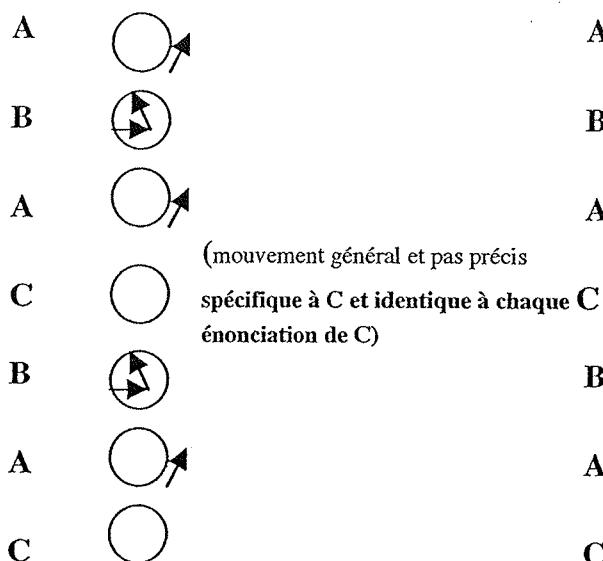 A A
B B
A A
(mouvement général et pas précis
C spécifique à C et identique à chaque C
énonciation de C)
B B
A A
C C